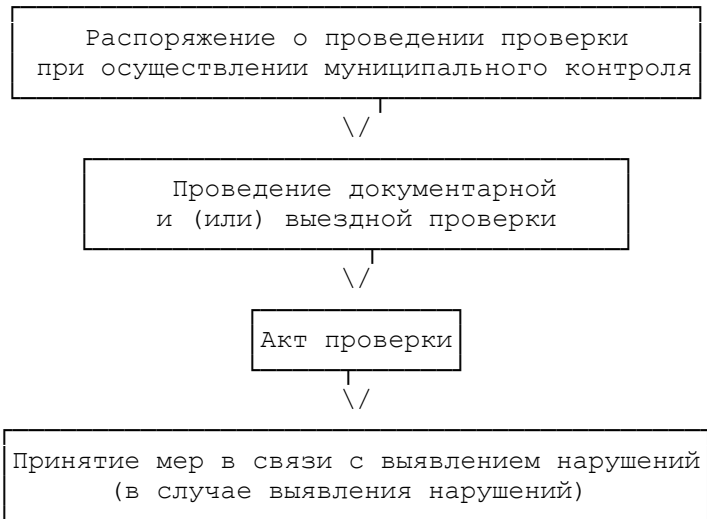 Распоряжение о проведении проверки
при осуществлении муниципального контроля
\/
Проведение документарной
и (или) выездной проверки
\/
Акт проверки
\/
Принятие мер в связи с выявлением нарушений
(в случае выявления нарушений)